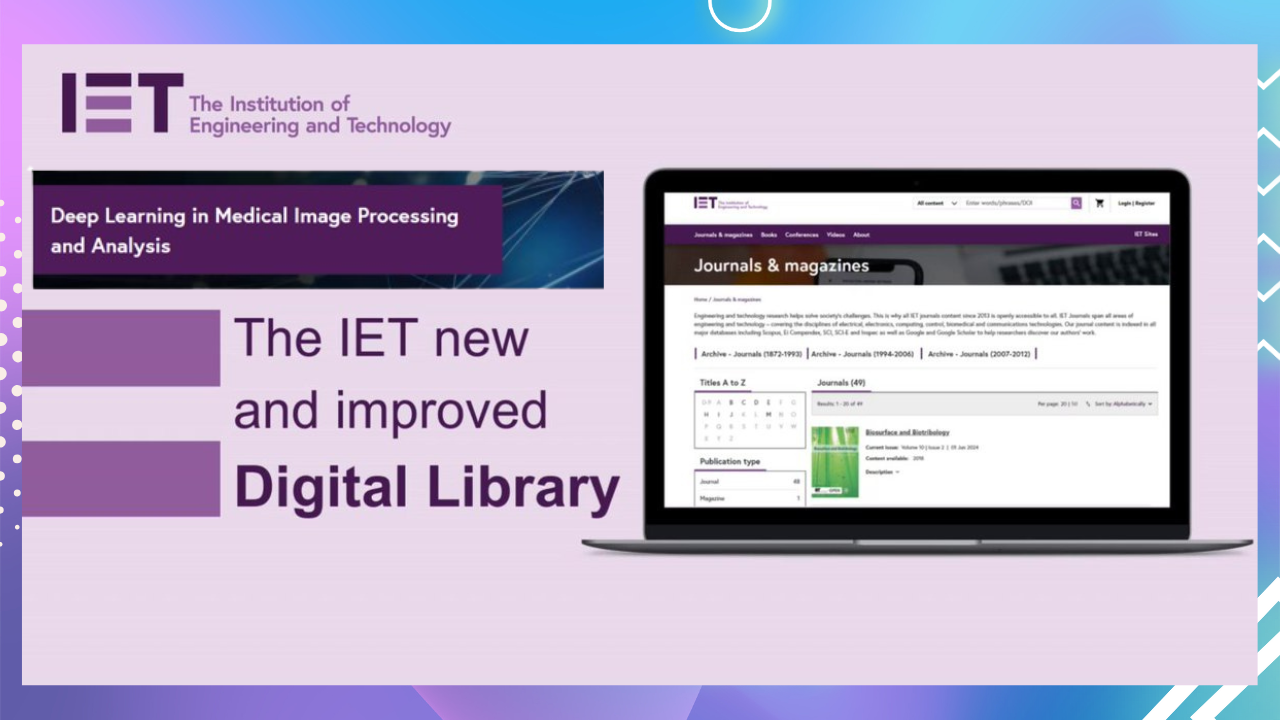 IET The Institution of
Engineering and Technology
Deep Learning in Medical Image Processing
and Analysis
The IET new
and improved
Digital Library
IET The Institution of
Engineering and Technology
All content Enter words/phrases/DOI Login | Register
Journals & magazines Books Conferences Videos About IET Sites
Journals & magazines
Home / Journals & magazines
Engineering and technology research helps solve society's challenges. This is why all IET journals content since 2013 is openly accessible to all. IET Journals span all areas of
engineering and technology – covering the disciplines of electrical, electronics, computing, control, biomedical and communications technologies. Our journal content is indexed in all
major databases including Scopus, Ei Compendex, SCI, SCI-E and Inspec as well as Google and Google Scholar to help researchers discover our authors' work.
Archive - Journals (1872-1993) Archive - Journals (1994-2006) Archive - Journals (2007-2012)
Titles A to Z
0-9 A B C D E F G
H I J K L M N O
P Q R S T U V W
X Y Z
Journals (49)
Results: 1 - 20 of 49 Per page: 20 | 50 Sort by: Alphabetically
Biosurface and Biotribology
Current issue: Volume 10 | Issue 2 | 05 Jun 2024
Content available: 2018
Description
Publication type
Journal 48
Magazine 1